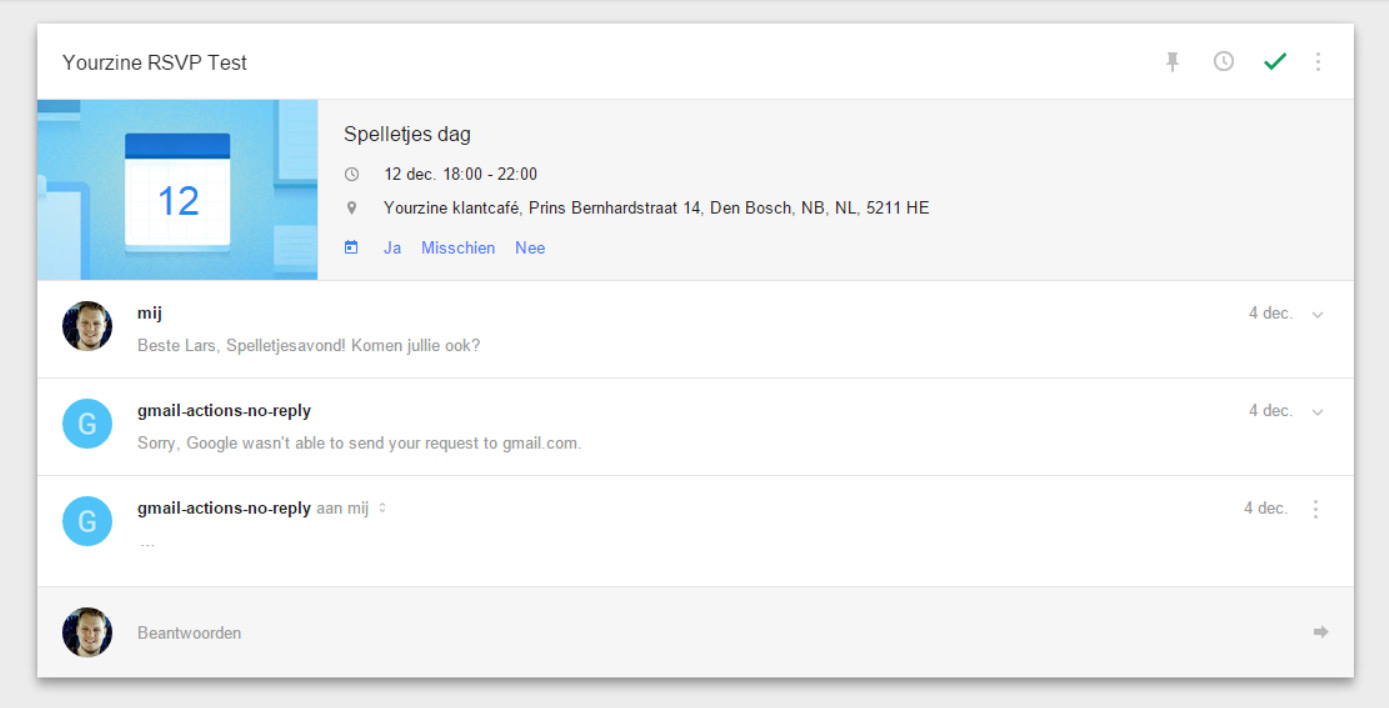 Yourzine RSVP Test
12
Spelletjes dag
12 dec. 18:00 - 22:00
Yourzine klantcafé, Prins Bernhardstraat 14, Den Bosch, NB, NL, 5211 HE
Ja Misschien Nee
mij 4 dec.
Beste Lars, Spelletjesavond! Komen jullie ook?
G gmail-actions-no-reply 4 dec.
Sorry, Google wasn't able to send your request to gmail.com.
G gmail-actions-no-reply aan mij 4 dec.
...
Beantwoorden